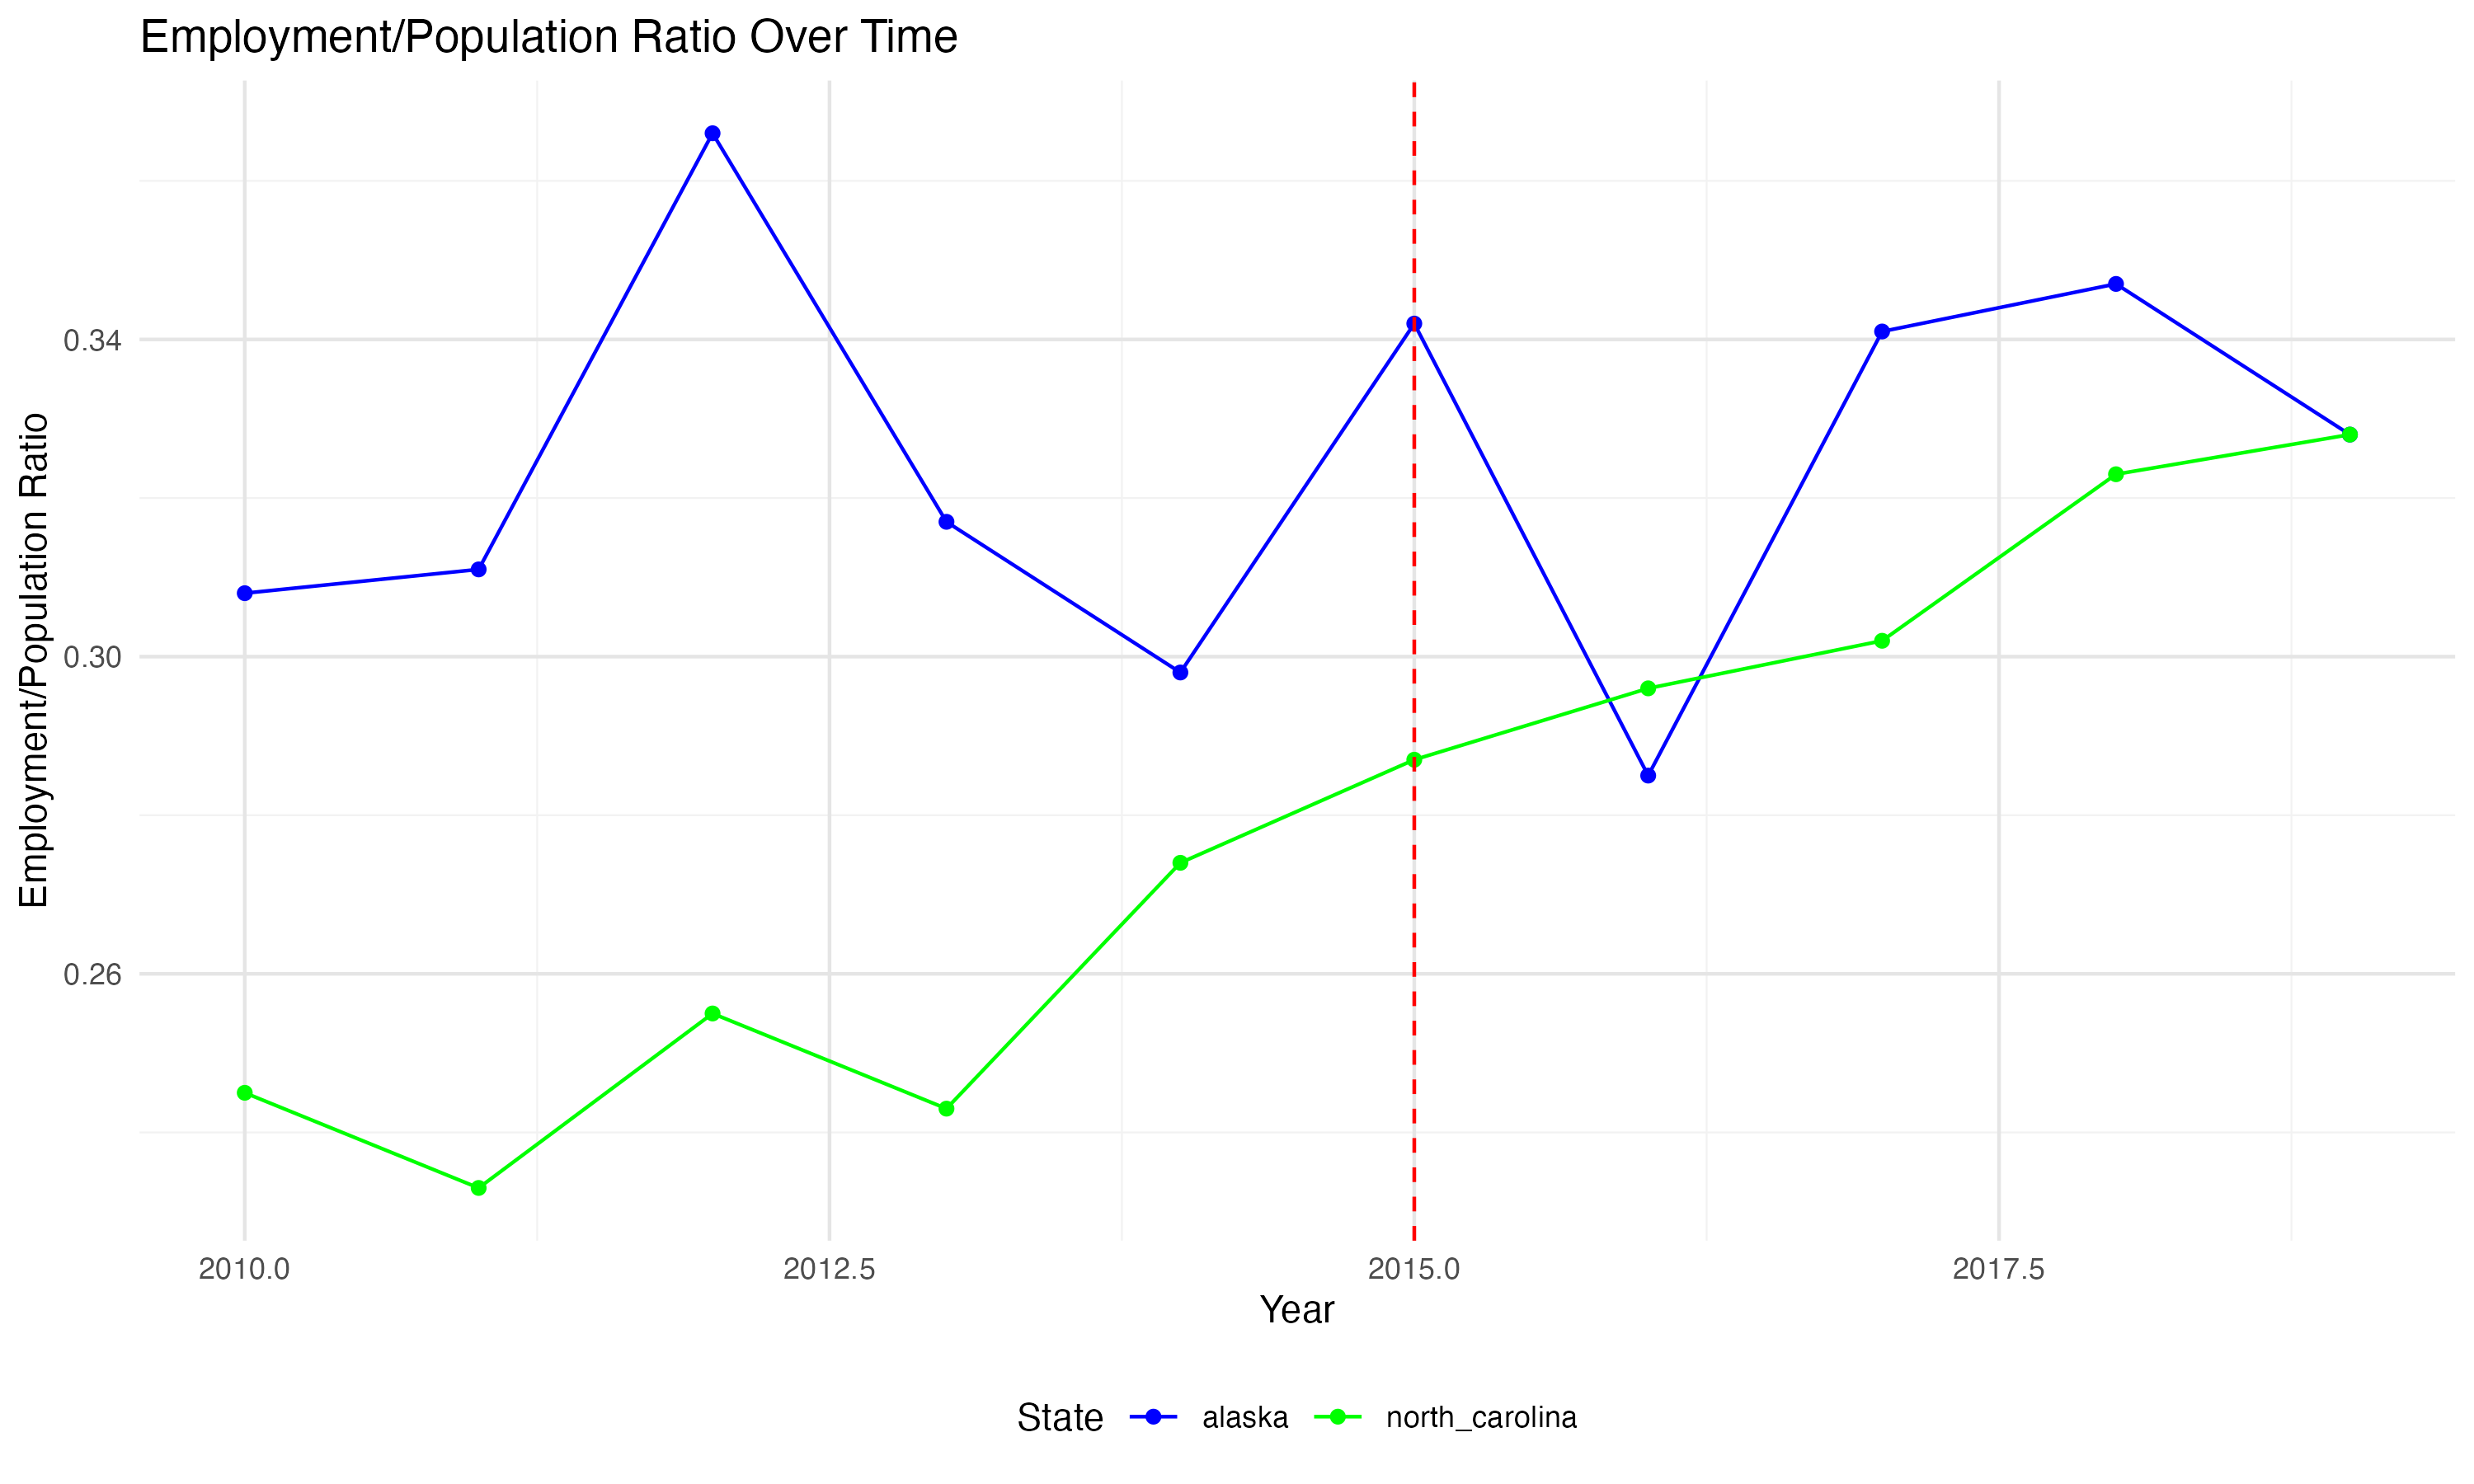 Employment/Population Ratio Over Time
Employment/Population Ratio
0.34
0.30
0.26
2010.0 2012.5 2015.0 2017.5
Year
State alaska north_carolina